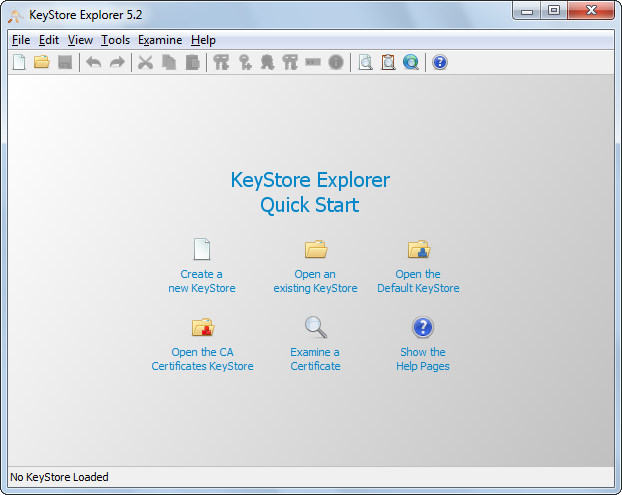 KeyStore Explorer 5.2
File Edit View Tools Examine Help
KeyStore Explorer
Quick Start
Create a
new KeyStore
Open an
existing KeyStore
Open the
Default KeyStore
Open the CA
Certificates KeyStore
Examine a
Certificate
Show the
Help Pages
No KeyStore Loaded